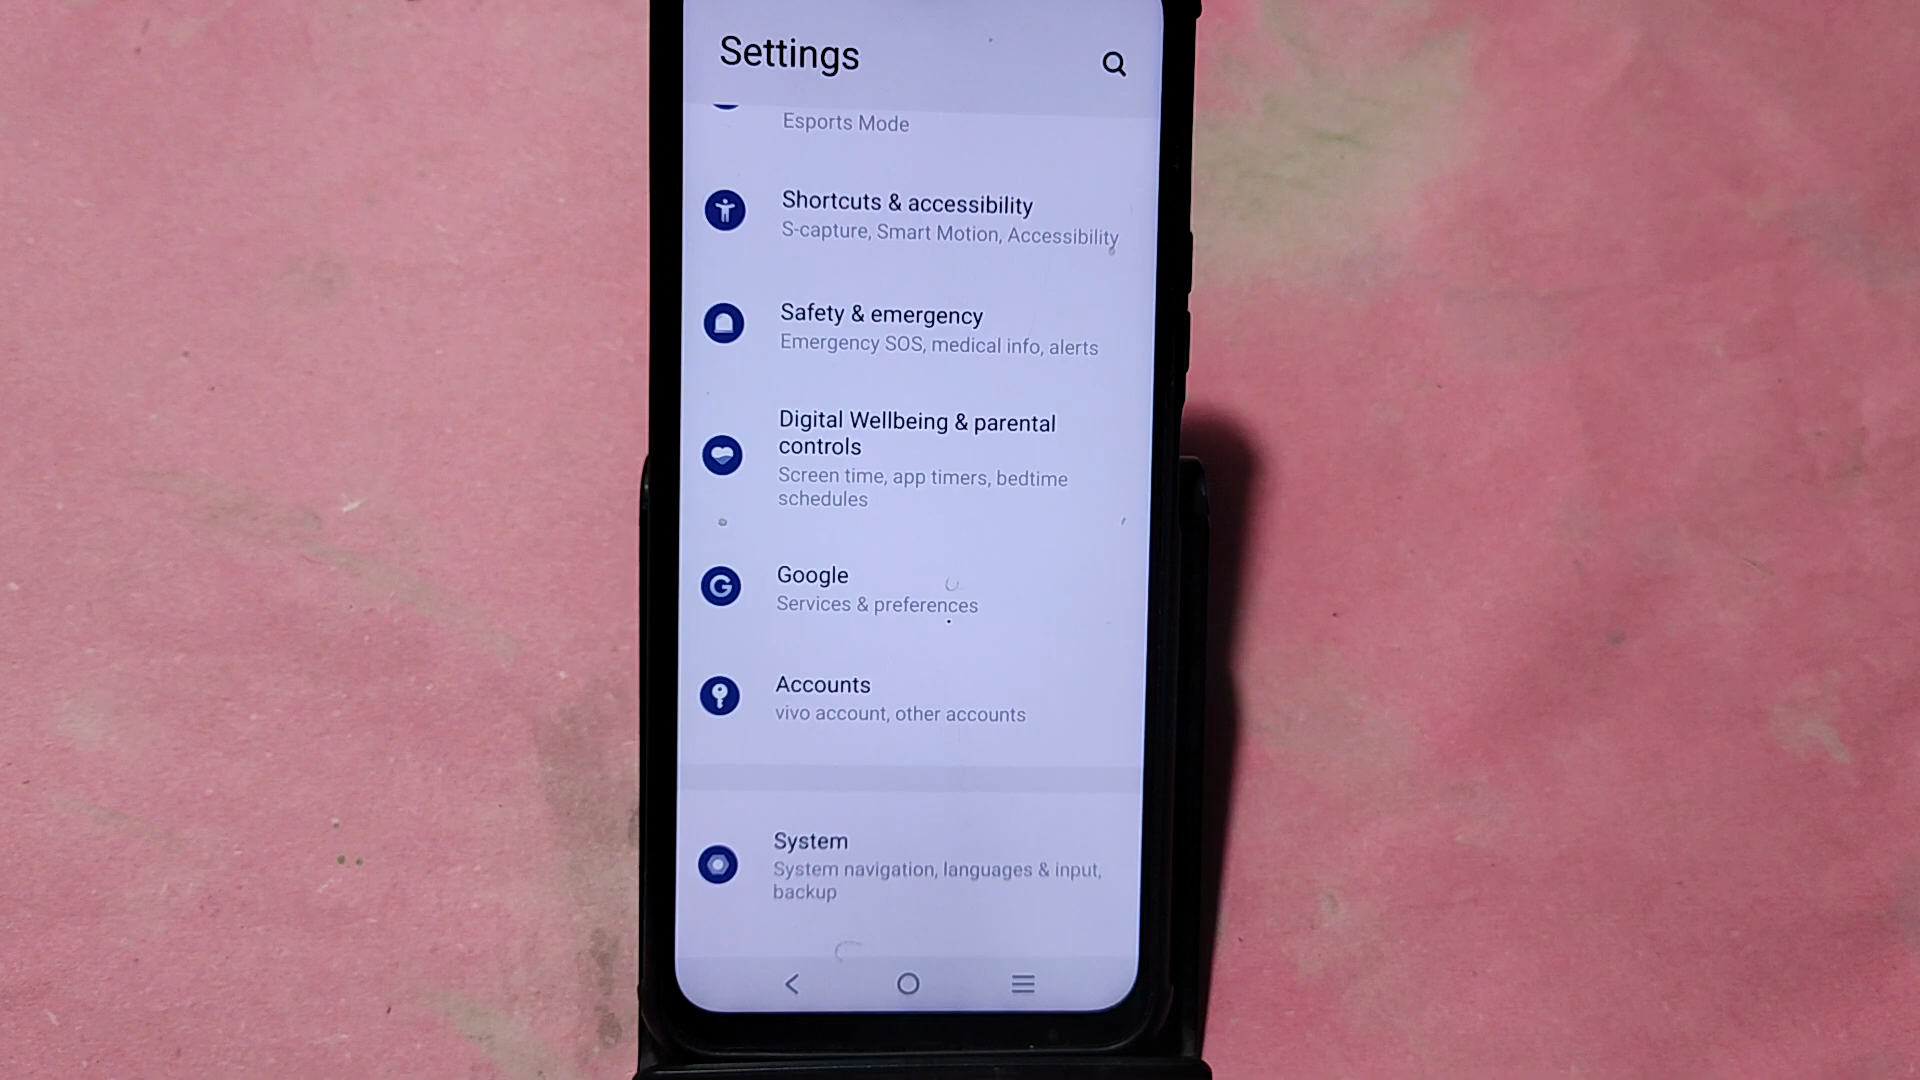 Settings
Esports Mode
Shortcuts & accessibility
S-capture, Smart Motion, Accessibility
Safety & emergency
Emergency SOS, medical info, alerts
Digital Wellbeing & parental
controls
Screen time, app timers, bedtime
schedules
Google
Services & preferences
Accounts
vivo account, other accounts
System
System navigation, languages & input,
backup